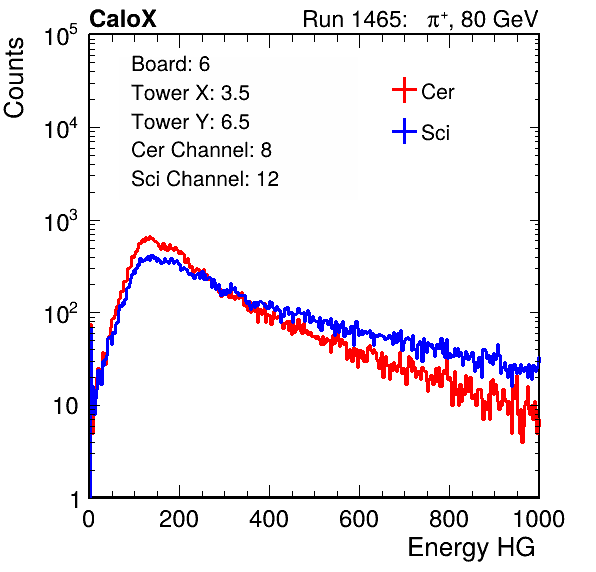 CaloX Run 1465: π⁺, 80 GeV
Counts
10⁵
10⁴
10³
10²
10
1
Board: 6
Tower X: 3.5
Tower Y: 6.5
Cer Channel: 8
Sci Channel: 12
Cer
Sci
0 200 400 600 800 1000
Energy HG